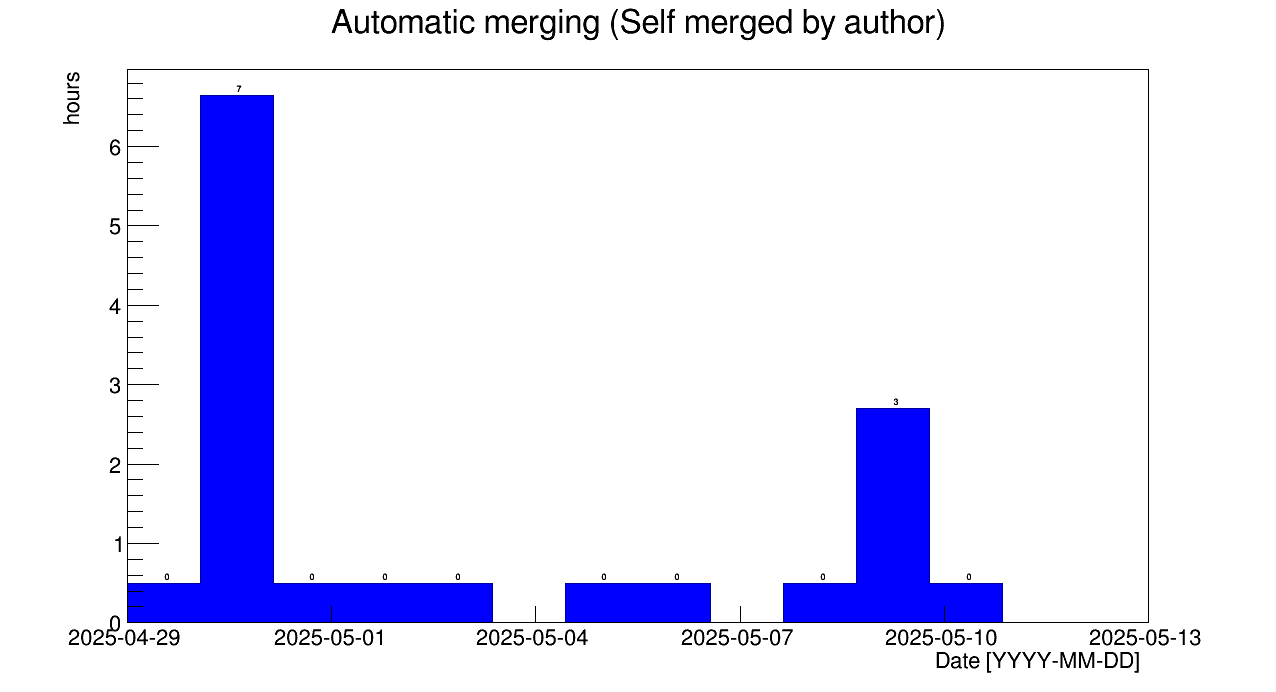 Automatic merging (Self merged by author)
hours
7
6
5
4
3
3
2
1
0 0 0 0 0 0 0 0
0
2025-04-29 2025-05-01 2025-05-04 2025-05-07 2025-05-10 2025-05-13
Date [YYYY-MM-DD]